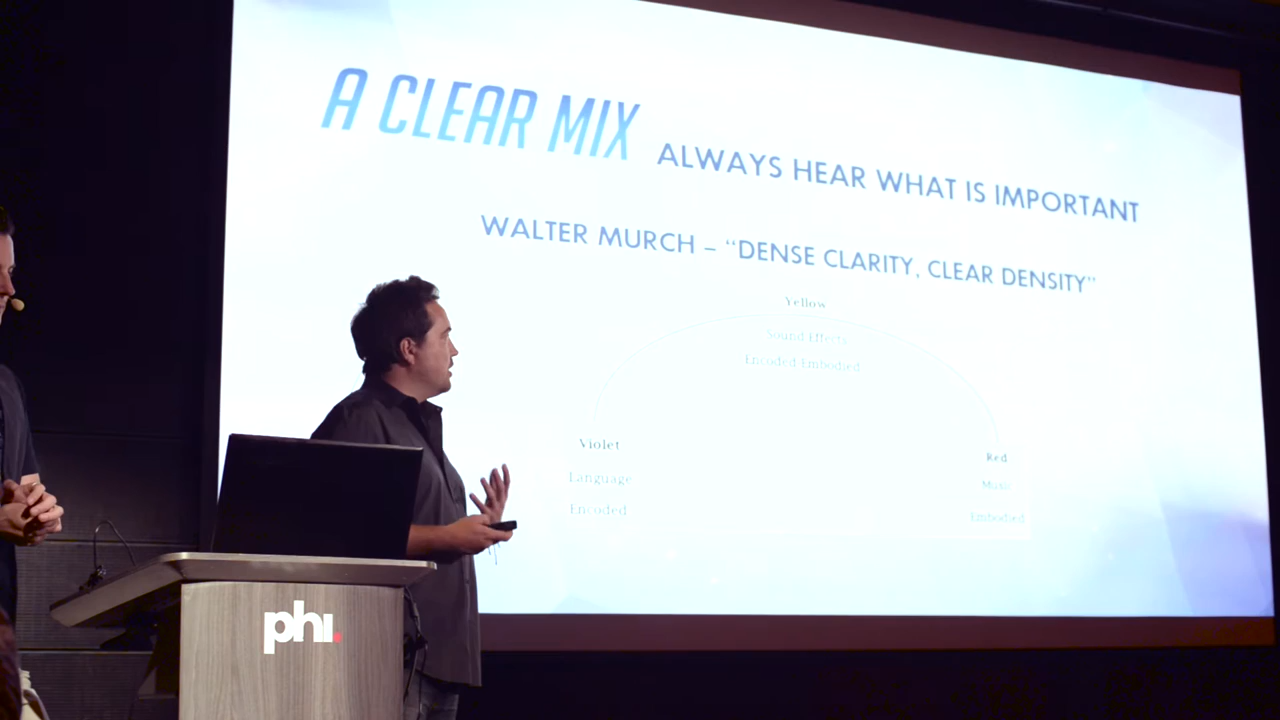 A CLEAR MIX ALWAYS HEAR WHAT IS IMPORTANT
WALTER MURCH – “DENSE CLARITY, CLEAR DENSITY”
Yellow
Sound Effects
Encoded Embodied
Violet
Red
Language
Music
Encoded
Embodied
phi.